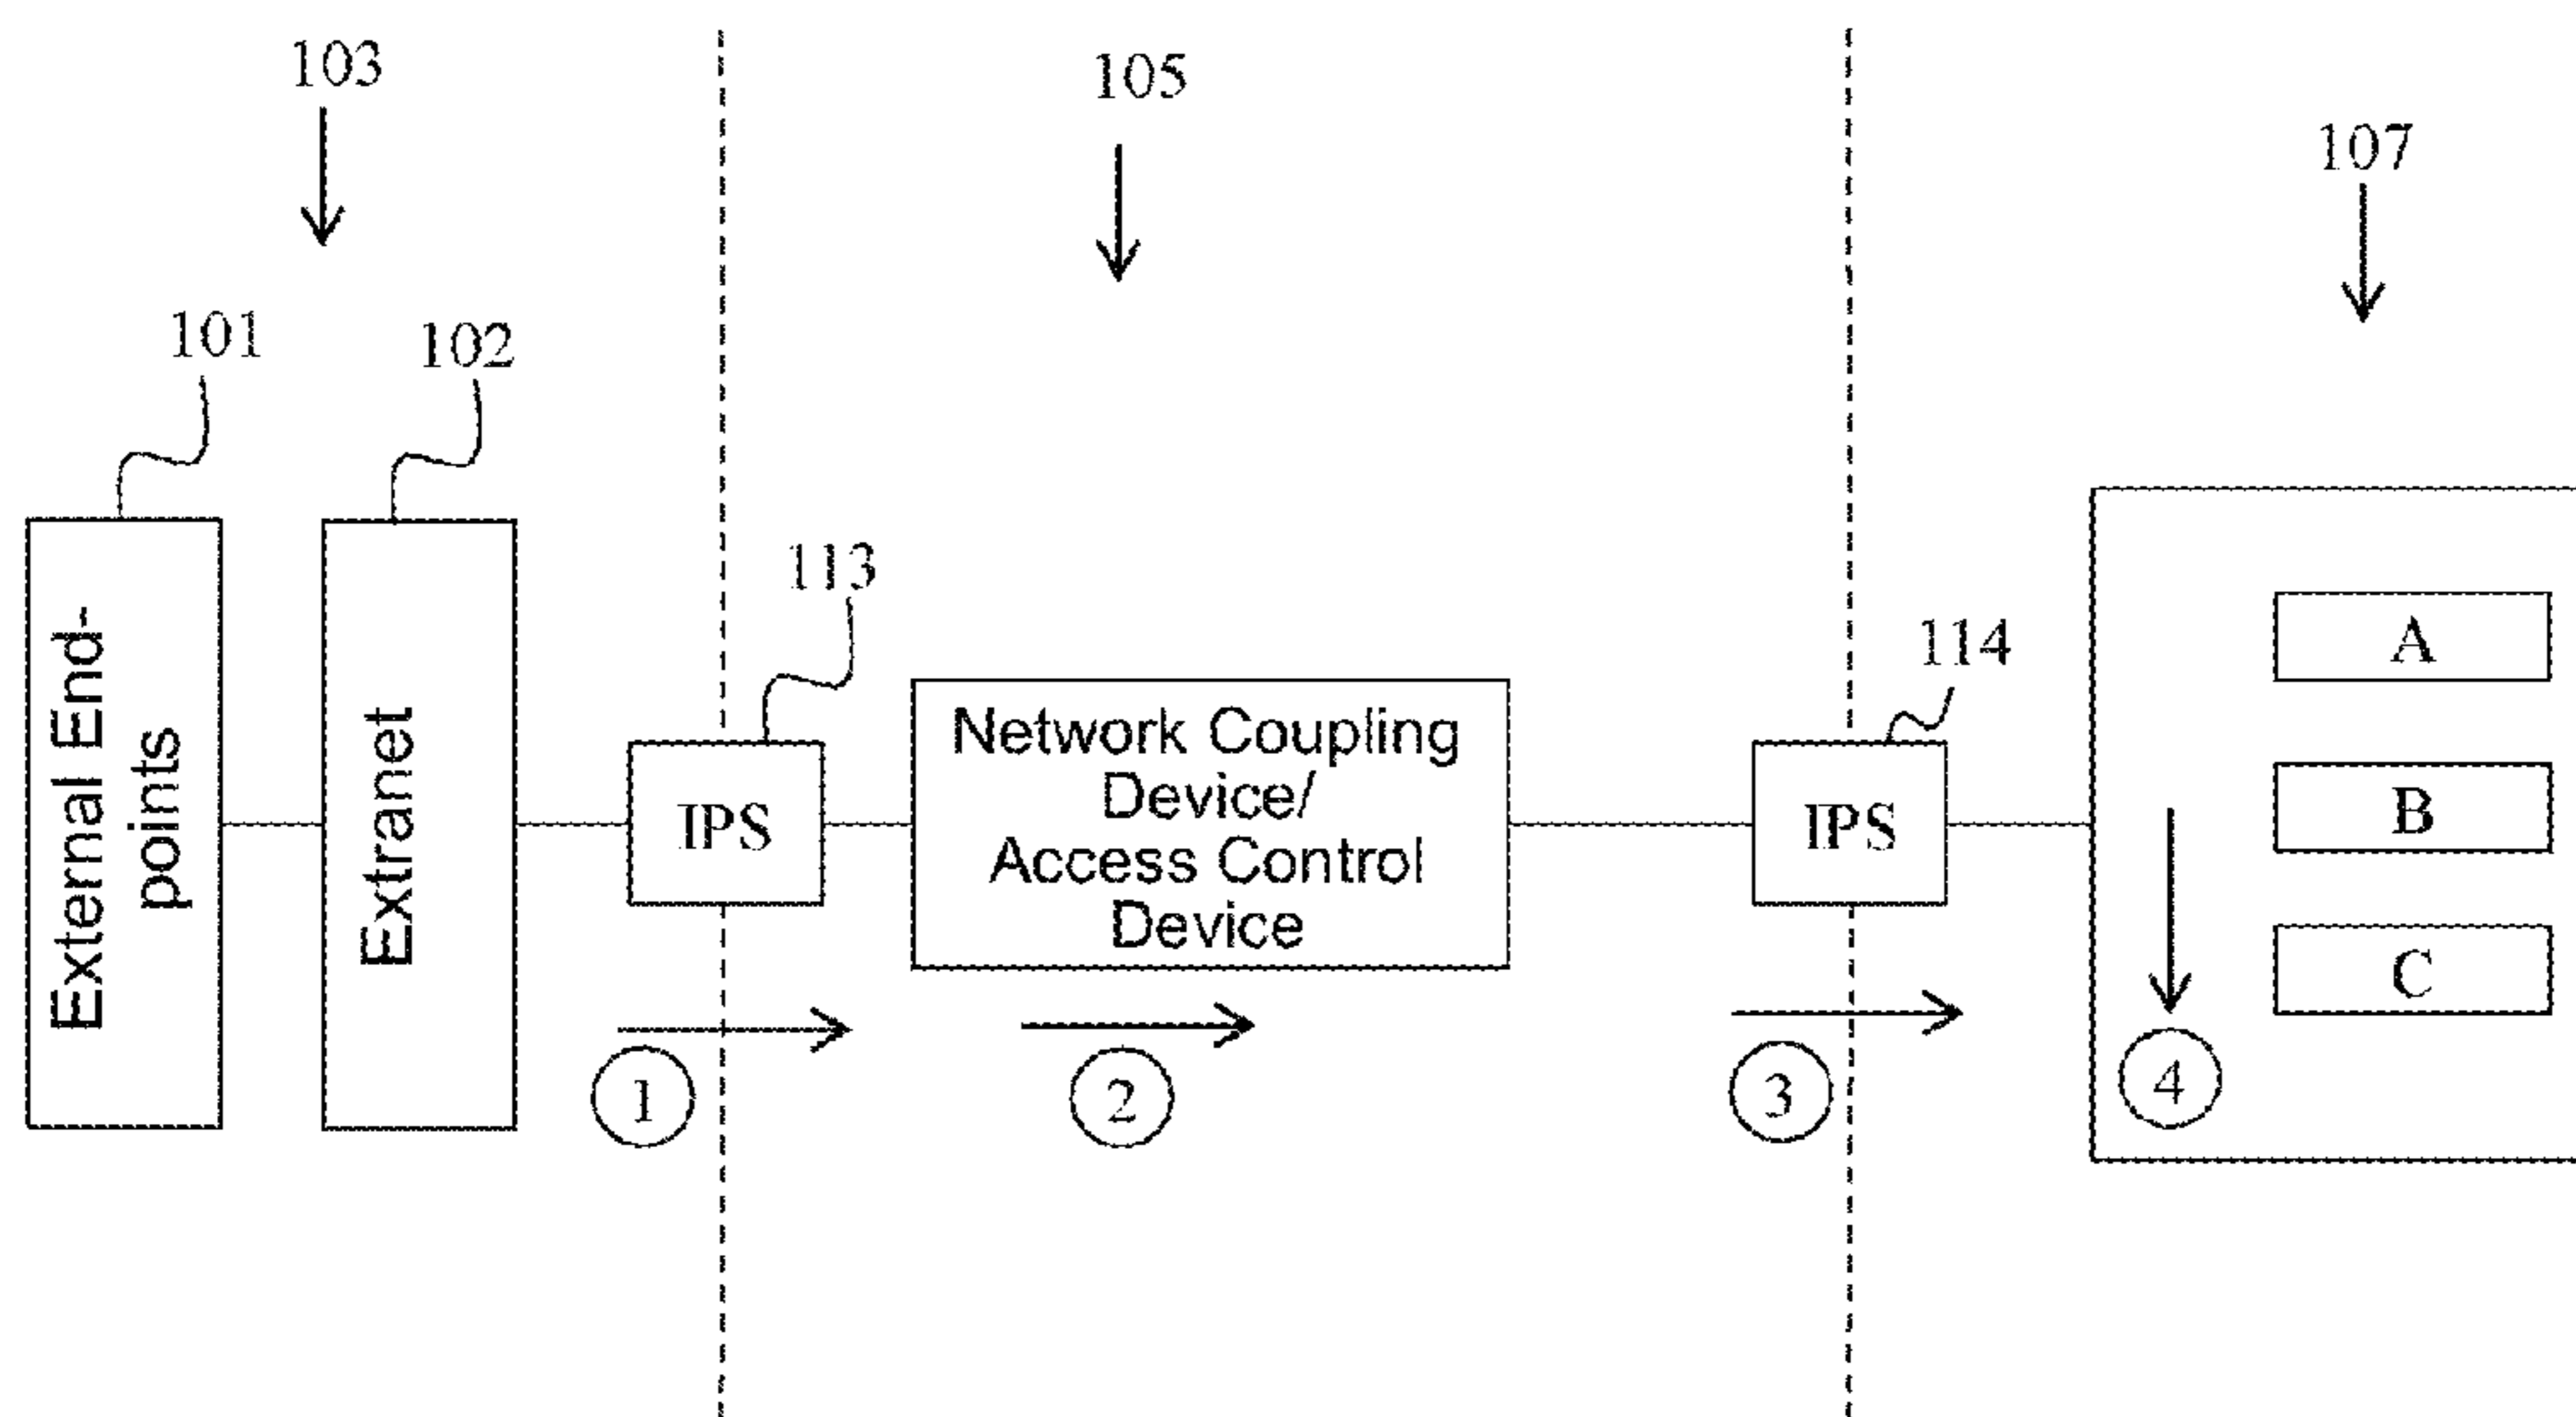 103
105
107
101
102
113
114
External End-
points
Extranet
IPS
Network Coupling
Device/
Access Control
Device
IPS
A
B
C
1
2
3
4